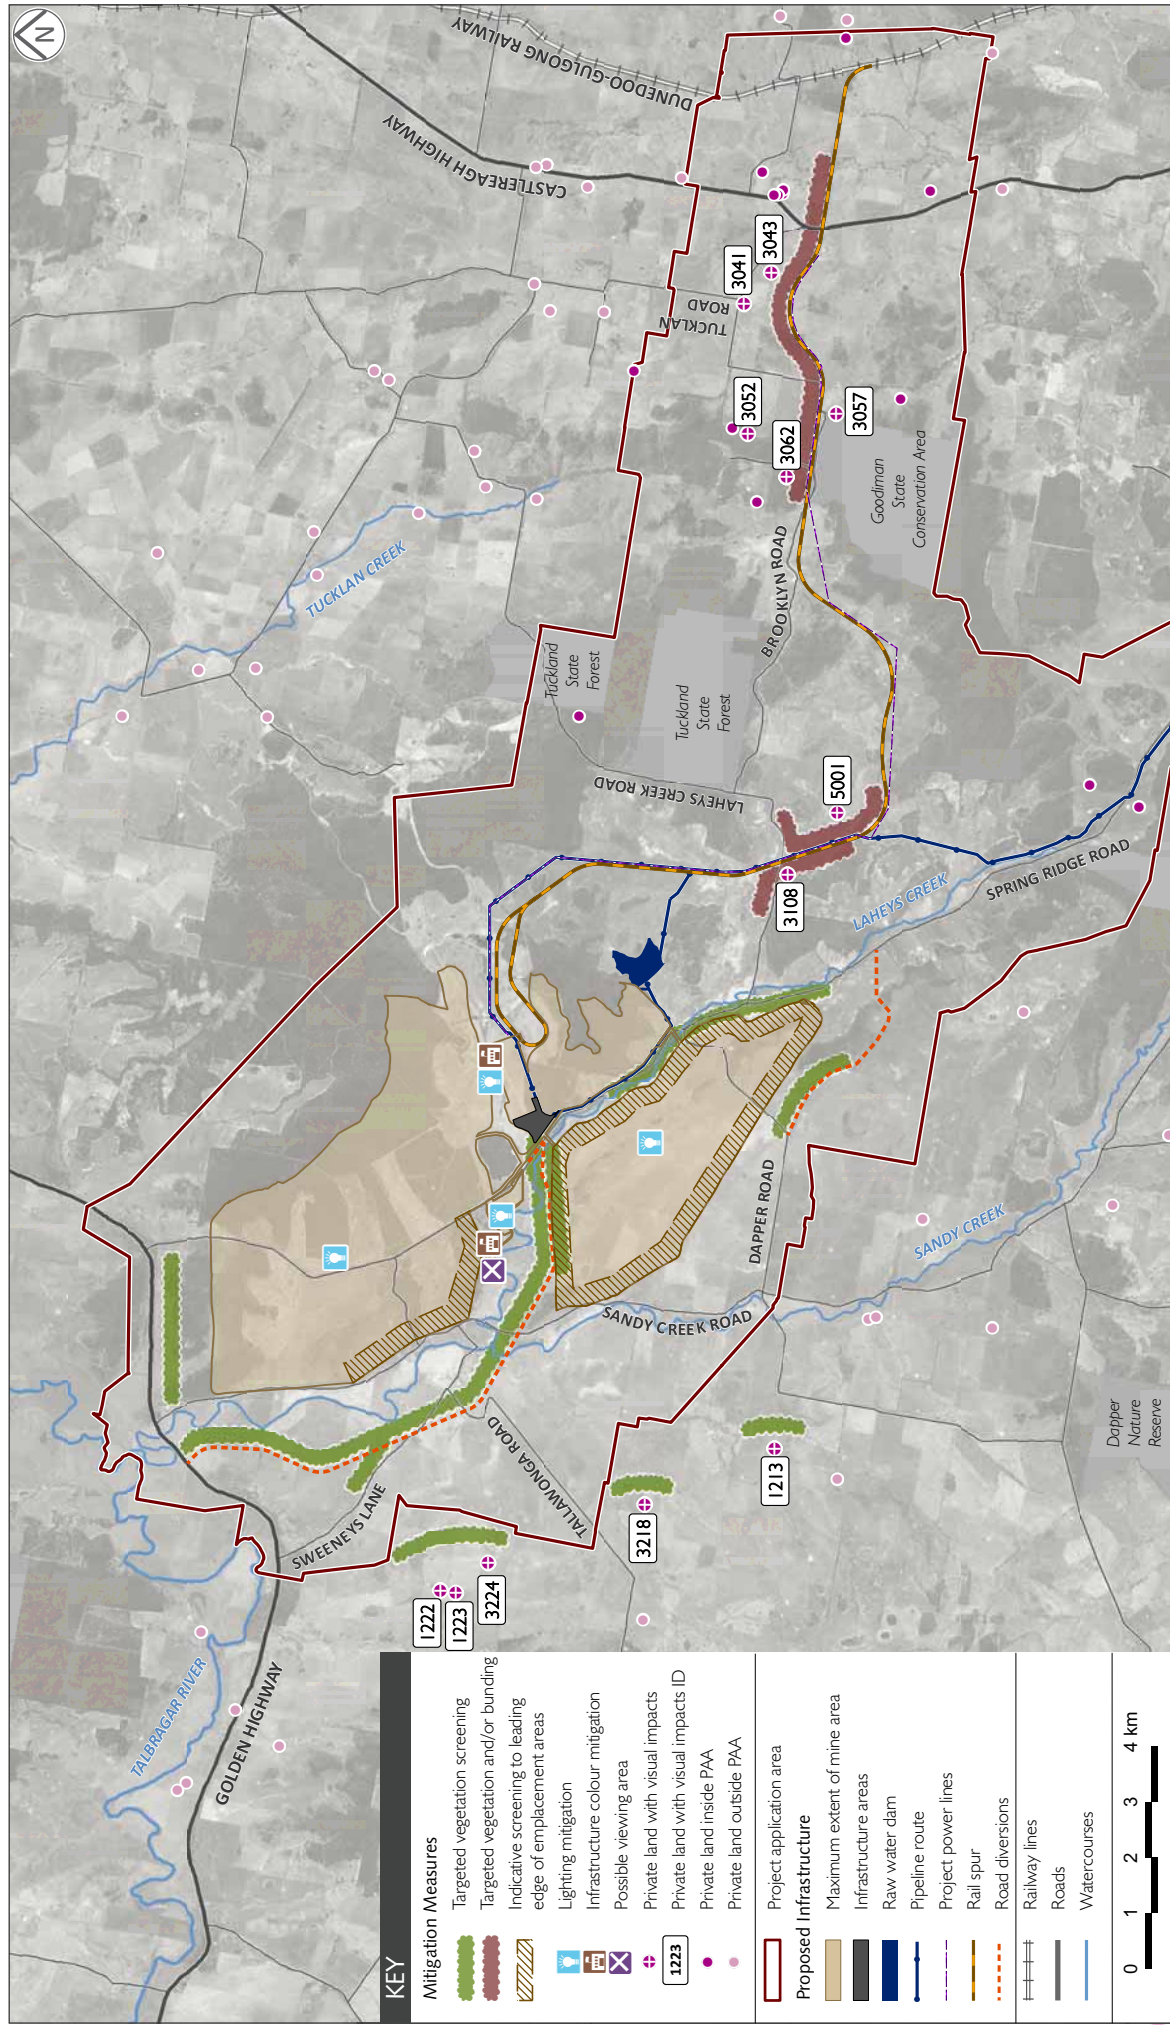 N
DUNEDOO-GULGONG RAILWAY
CASTLEREAGH HIGHWAY
3043
3041
TUCKLAN
ROAD
3052
3062
3057
Goodiman
State
Conservation Area
TUCKLAN CREEK
BROOKLYN ROAD
Tuckland
State
Forest
Tuckland
State
Forest
LAHEYS CREEK ROAD
5001
3108
LAHEYS CREEK
SPRING RIDGE ROAD
DAPPER ROAD
SANDY CREEK
SANDY CREEK ROAD
Dapper
Nature
Reserve
TALLAWONGA ROAD
SWEENEYS LANE
1213
3218
3224
1222
1223
TALBRAGAR RIVER
GOLDEN HIGHWAY
KEY
Mitigation Measures
Targeted vegetation screening
Targeted vegetation and/or bunding
Indicative screening to leading
edge of emplacement areas
Lighting mitigation
Infrastructure colour mitigation
Possible viewing area
Private land with visual impacts
1223
Private land with visual impacts ID
Private land inside PAA
Private land outside PAA
Project application area
Proposed Infrastructure
Maximum extent of mine area
Infrastructure areas
Raw water dam
Pipeline route
Project power lines
Rail spur
Road diversions
Railway lines
Roads
Watercourses
0 1 2 3 4 km